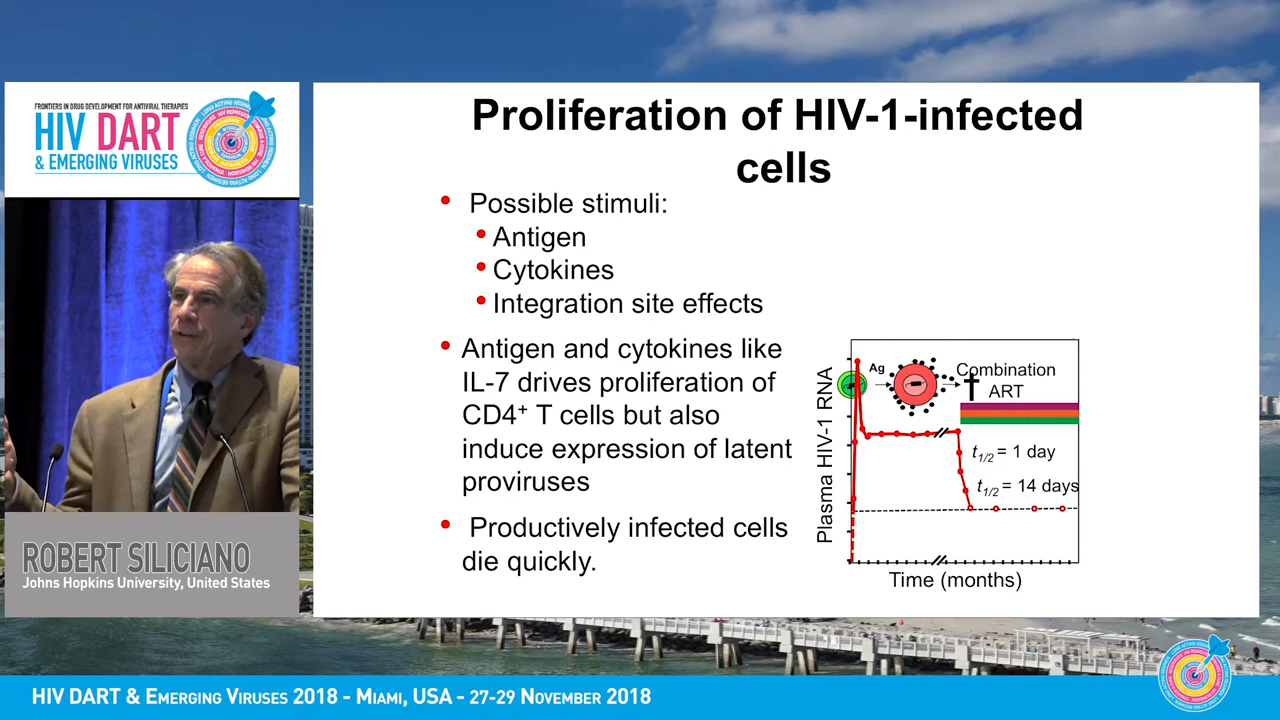 FRONTIERS IN DRUG DEVELOPMENT FOR ANTIVIRAL THERAPIES
HIV DART
& EMERGING VIRUSES
Proliferation of HIV-1-infected
cells
• Possible stimuli:
• Antigen
• Cytokines
• Integration site effects
• Antigen and cytokines like
IL-7 drives proliferation of
CD4+ T cells but also
induce expression of latent
proviruses
• Productively infected cells
die quickly.
Plasma HIV-1 RNA
Ag
Combination
ART
t1/2 = 1 day
t1/2 = 14 days
Time (months)
ROBERT SILICIANO
Johns Hopkins University, United States
HIV DART & EMERGING VIRUSES 2018 - MIAMI, USA - 27-29 NOVEMBER 2018